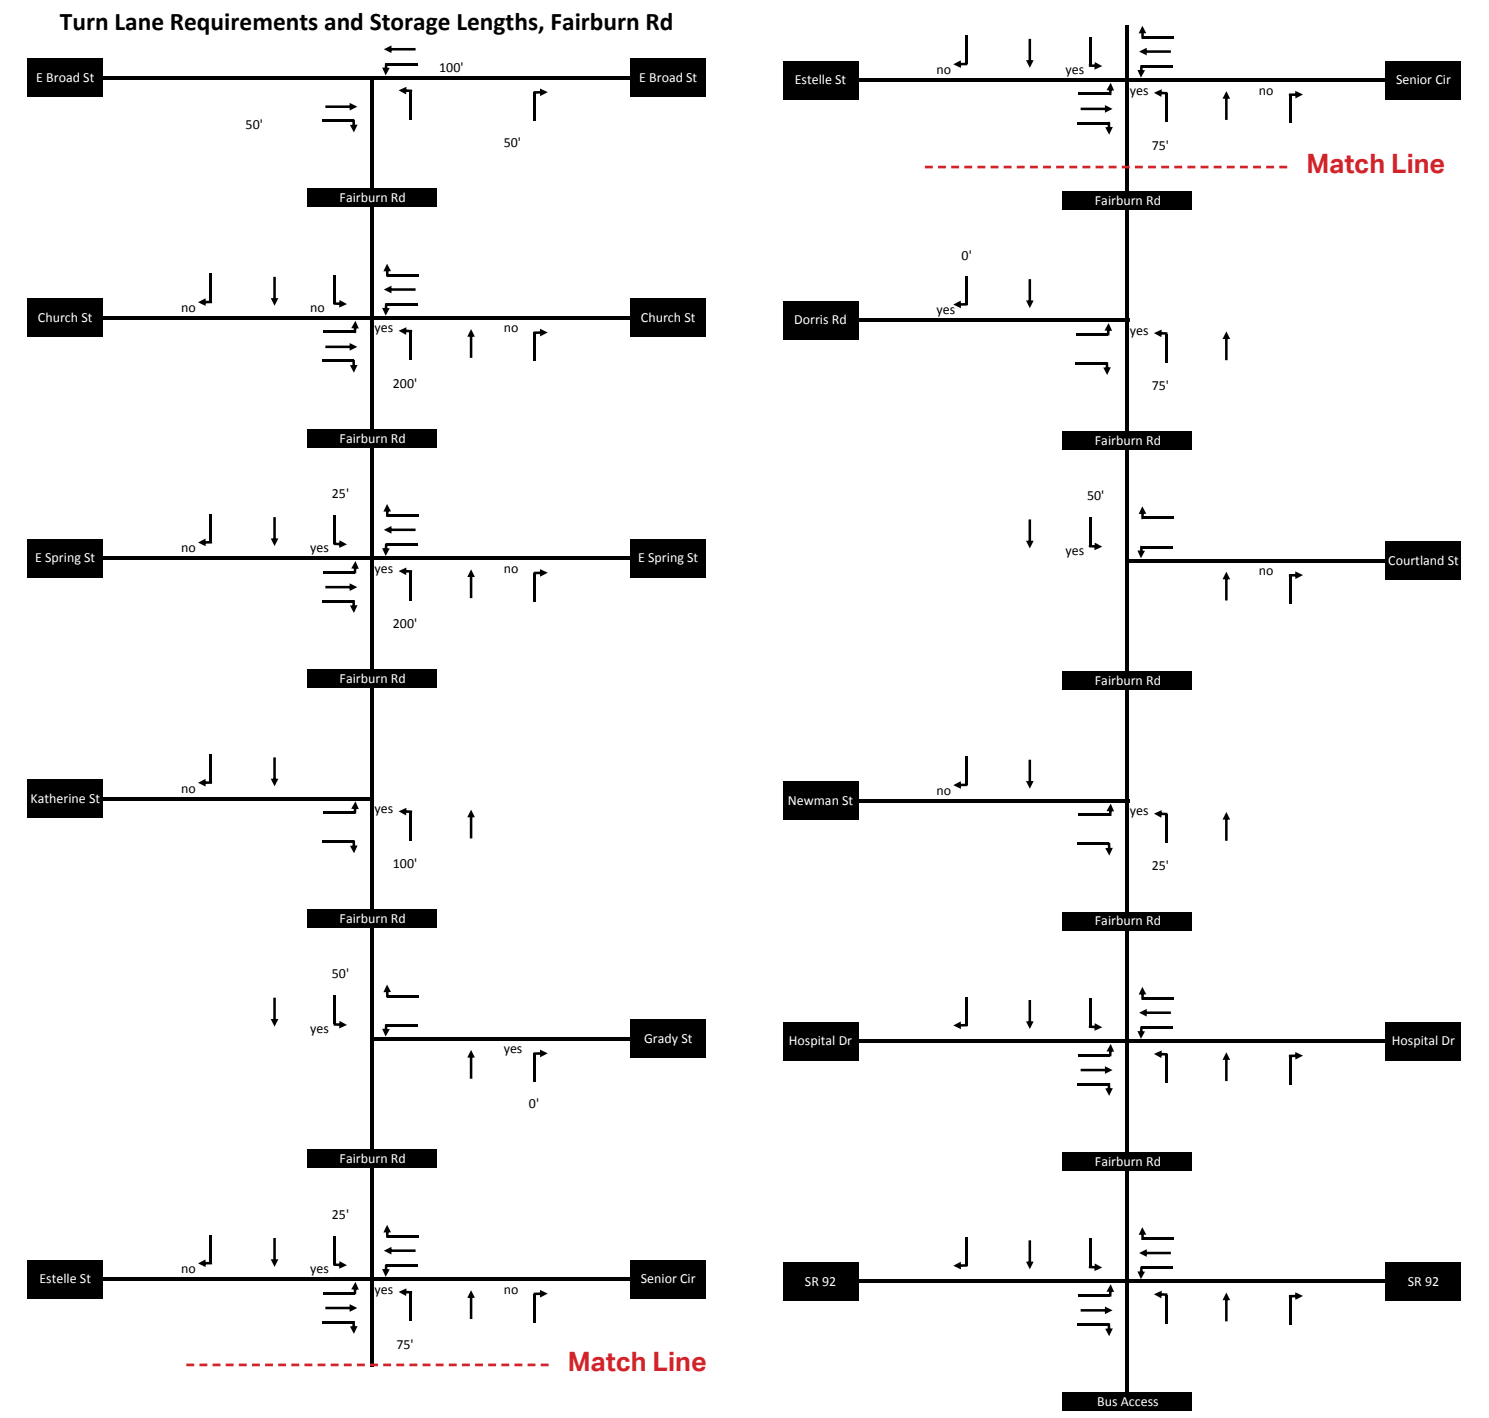 Turn Lane Requirements and Storage Lengths, Fairburn Rd
E Broad St
100'
E Broad St
50'
50'
Fairburn Rd
Church St
no
no
Church St
yes
no
200'
Fairburn Rd
25'
E Spring St
no
yes
E Spring St
yes
no
200'
Fairburn Rd
Katherine St
no
yes
100'
Fairburn Rd
50'
yes
Grady St
yes
0'
Fairburn Rd
25'
Estelle St
no
yes
Senior Cir
yes
no
75'
Match Line
Estelle St
no
yes
Senior Cir
yes
no
75'
Match Line
Fairburn Rd
0'
Dorris Rd
yes
yes
75'
Fairburn Rd
50'
yes
Courtland St
no
Fairburn Rd
Newman St
no
yes
25'
Fairburn Rd
Hospital Dr
Hospital Dr
Fairburn Rd
SR 92
SR 92
Bus Access